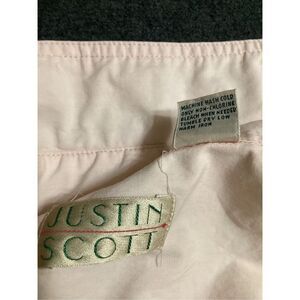 MACHINE WASH COLD
ONLY NON-CHLORINE
BLEACH WHEN NEEDED
TUMBLE DRY LOW
WARM IRON
JUSTIN
SCOTT